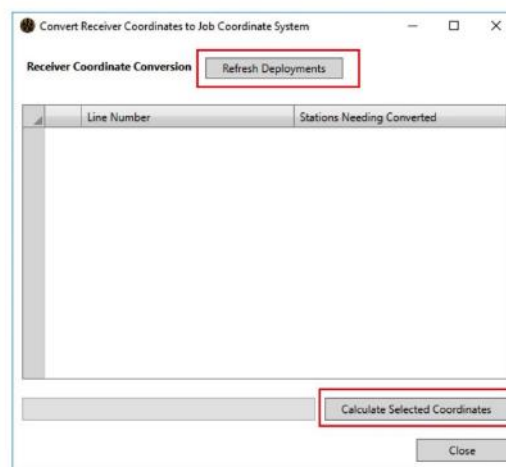 Convert Receiver Coordinates to Job Coordinate System
Receiver Coordinate Conversion Refresh Deployments
Line Number Stations Needing Converted
Calculate Selected Coordinates
Close